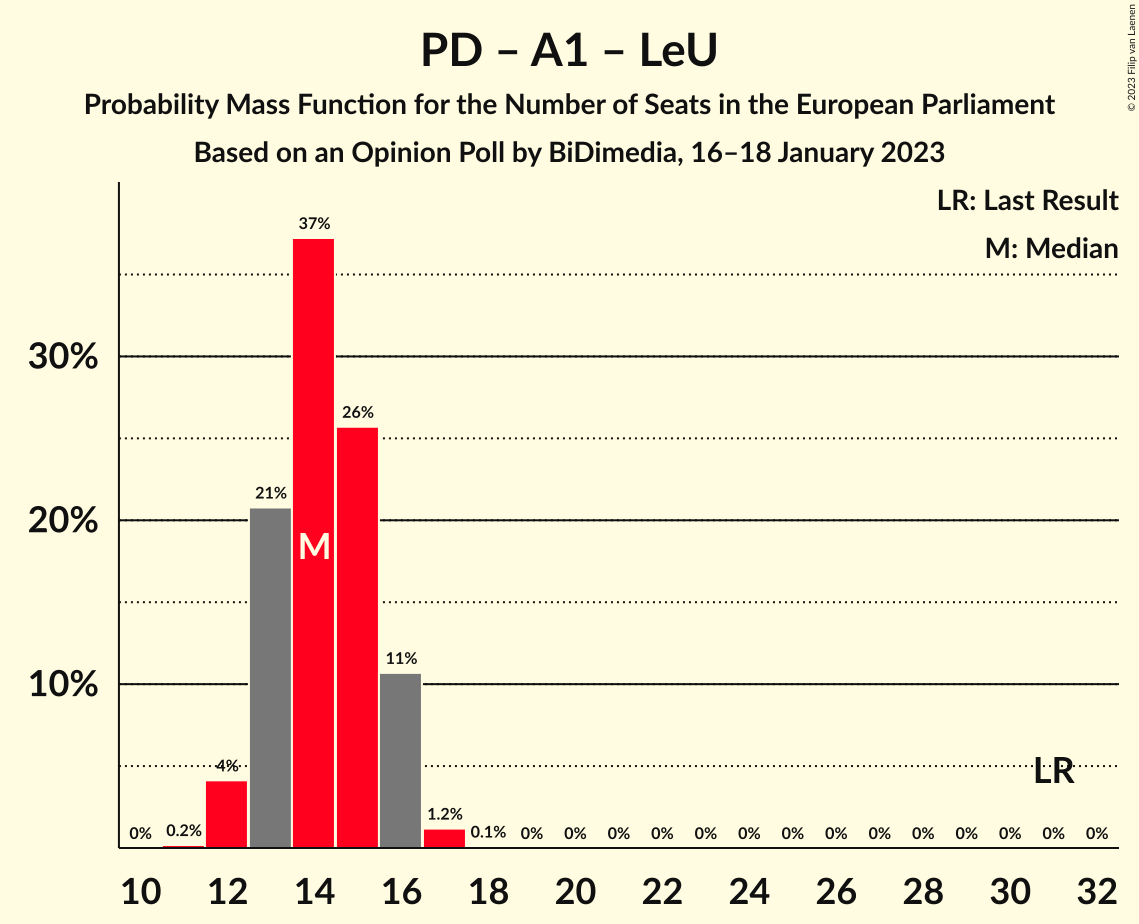 PD – A1 – LeU
Probability Mass Function for the Number of Seats in the European Parliament
Based on an Opinion Poll by BiDimedia, 16–18 January 2023
© 2023 Filip van Laenen
LR: Last Result
M: Median
37%
30%
26%
21%
20%
M
11%
10%
4%
LR
1.2%
0% 0.2% 0.1% 0% 0% 0% 0% 0% 0% 0% 0% 0% 0% 0% 0% 0% 0%
10 12 14 16 18 20 22 24 26 28 30 32